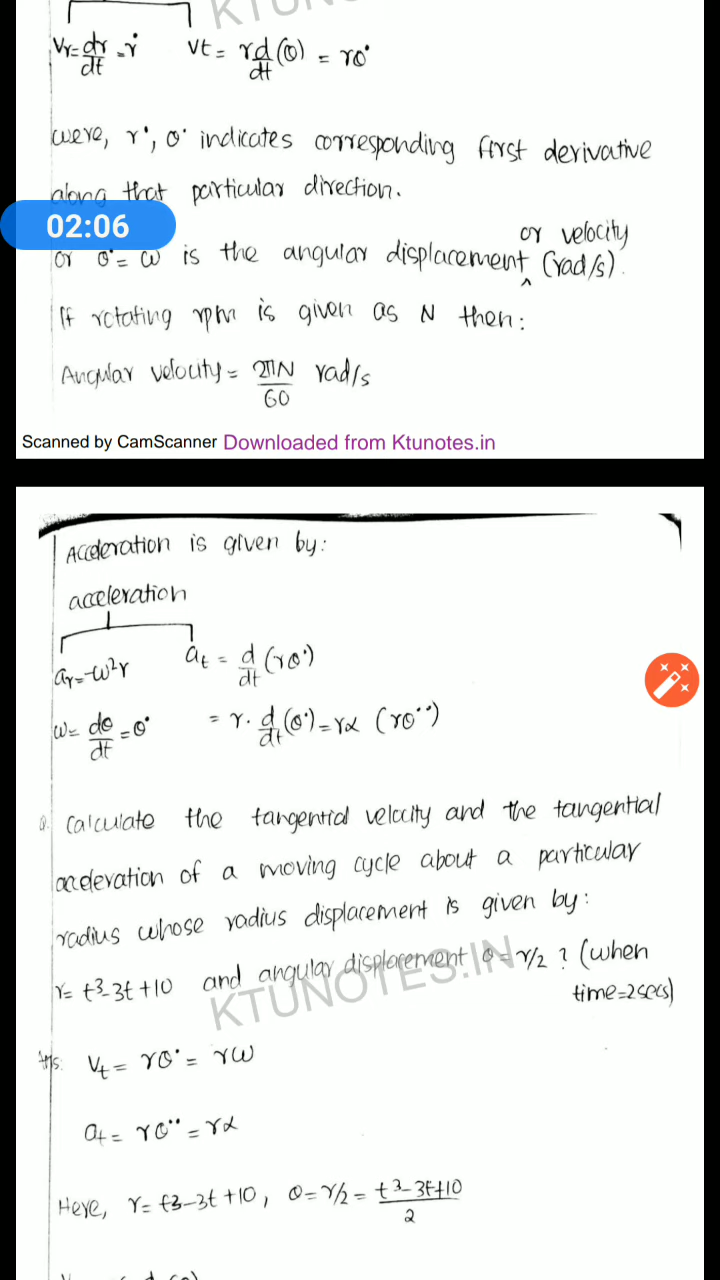 KTUNOTES.IN
Vr = dr/dt = r˙    Vt = r d/dt (θ) = rθ˙
were, r˙, θ˙ indicates corresponding first derivative
along that particular direction.
02:06
or velocity
or θ˙ = ω is the angular displacement ^ (rad/s).
If rotating rpm is given as N then:
Angular velocity = 2πN/60 rad/s
Scanned by CamScanner Downloaded from Ktunotes.in
Acceleration is given by:
acceleration
ar = -ω²r    at = d/dt (rθ˙)
ω = dθ/dt = θ˙    = r. d/dt (θ˙) = rα (rθ˙˙)
Q. Calculate the tangential velocity and the tangential
acceleration of a moving cycle about a particular
radius whose radius displacement is given by:
r = t³-3t+10 and angular displacement θ = r/2 ? (when
time=2secs)
KTUNOTES.IN
Ans: Vt = rθ˙ = rω
at = rθ˙˙ = rα
Here, r = t3-3t+10, θ = r/2 = t³-3t+10/2